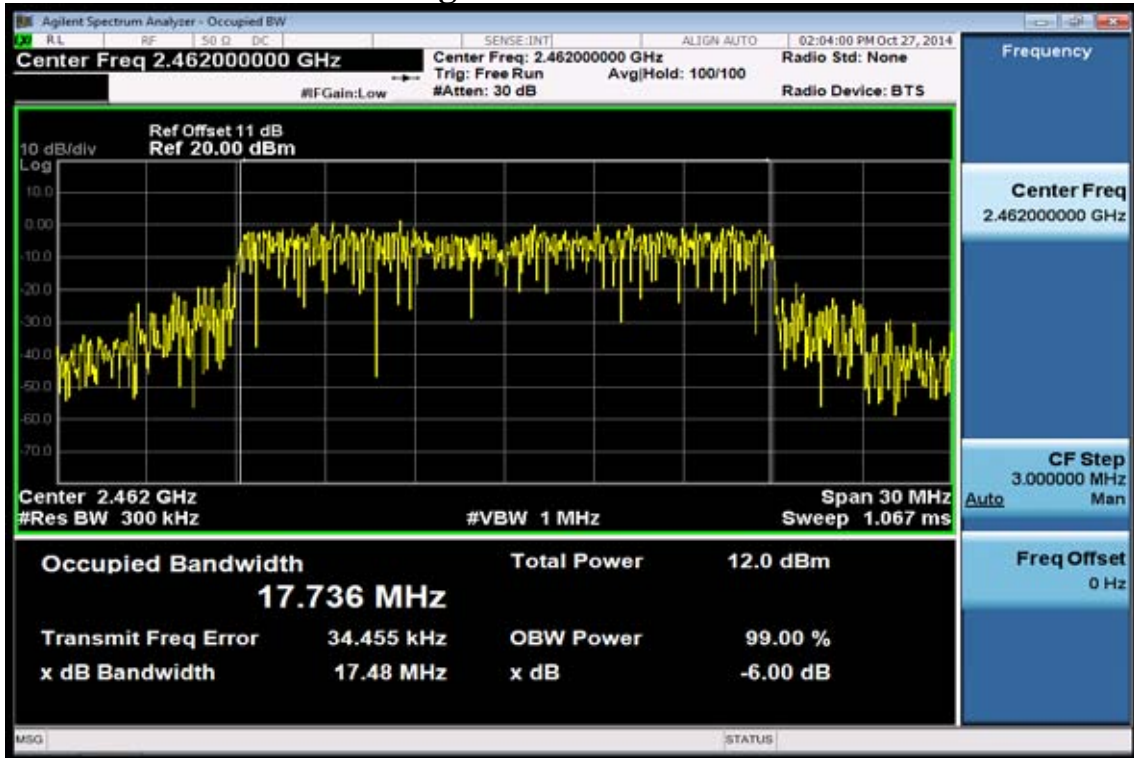 Agilent Spectrum Analyzer - Occupied BW
RL RF 50 Ω DC SENSE:INT ALIGN AUTO 02:04:00 PM Oct 27, 2014
Center Freq 2.462000000 GHz
Center Freq: 2.462000000 GHz
Radio Std: None
Trig: Free Run Avg|Hold: 100/100
#IFGain:Low
#Atten: 30 dB
Radio Device: BTS
Ref Offset 11 dB
10 dB/div Ref 20.00 dBm
Log
10.0
0.00
-10.0
-20.0
-30.0
-40.0
-50.0
-60.0
-70.0
Center 2.462 GHz Span 30 MHz
#Res BW 300 kHz #VBW 1 MHz Sweep 1.067 ms
Occupied Bandwidth Total Power 12.0 dBm
17.736 MHz
Transmit Freq Error 34.455 kHz OBW Power 99.00 %
x dB Bandwidth 17.48 MHz x dB -6.00 dB
MSG STATUS
Frequency
Center Freq
2.462000000 GHz
CF Step
3.000000 MHz
Auto Man
Freq Offset
0 Hz